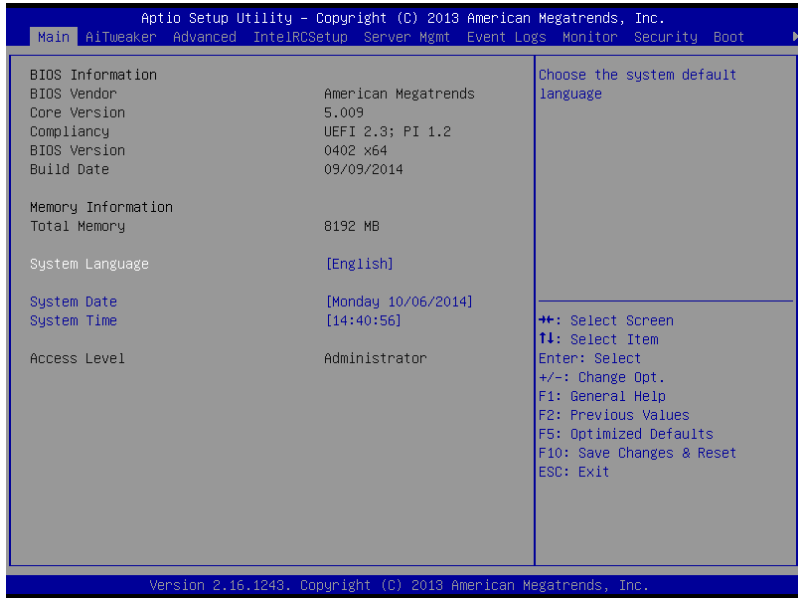 Aptio Setup Utility – Copyright (C) 2013 American Megatrends, Inc.
Main AiTweaker Advanced IntelRCSetup Server Mgmt Event Logs Monitor Security Boot
BIOS Information
BIOS Vendor American Megatrends
Core Version 5.009
Compliancy UEFI 2.3; PI 1.2
BIOS Version 0402 x64
Build Date 09/09/2014
Memory Information
Total Memory 8192 MB
System Language [English]
System Date [Monday 10/06/2014]
System Time [14:40:56]
Access Level Administrator
Choose the system default
language
→←: Select Screen
↑↓: Select Item
Enter: Select
+/-: Change Opt.
F1: General Help
F2: Previous Values
F5: Optimized Defaults
F10: Save Changes & Reset
ESC: Exit
Version 2.16.1243. Copyright (C) 2013 American Megatrends, Inc.